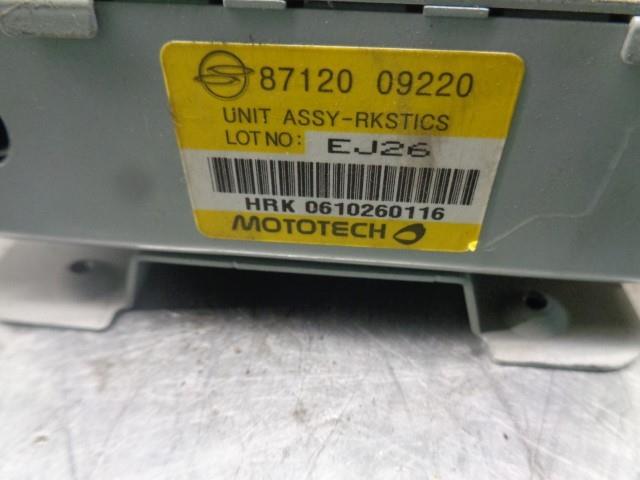 87120 09220
UNIT ASSY-RKSTICS
LOT NO: EJ26
HRK 0610260116
MOTOTECH